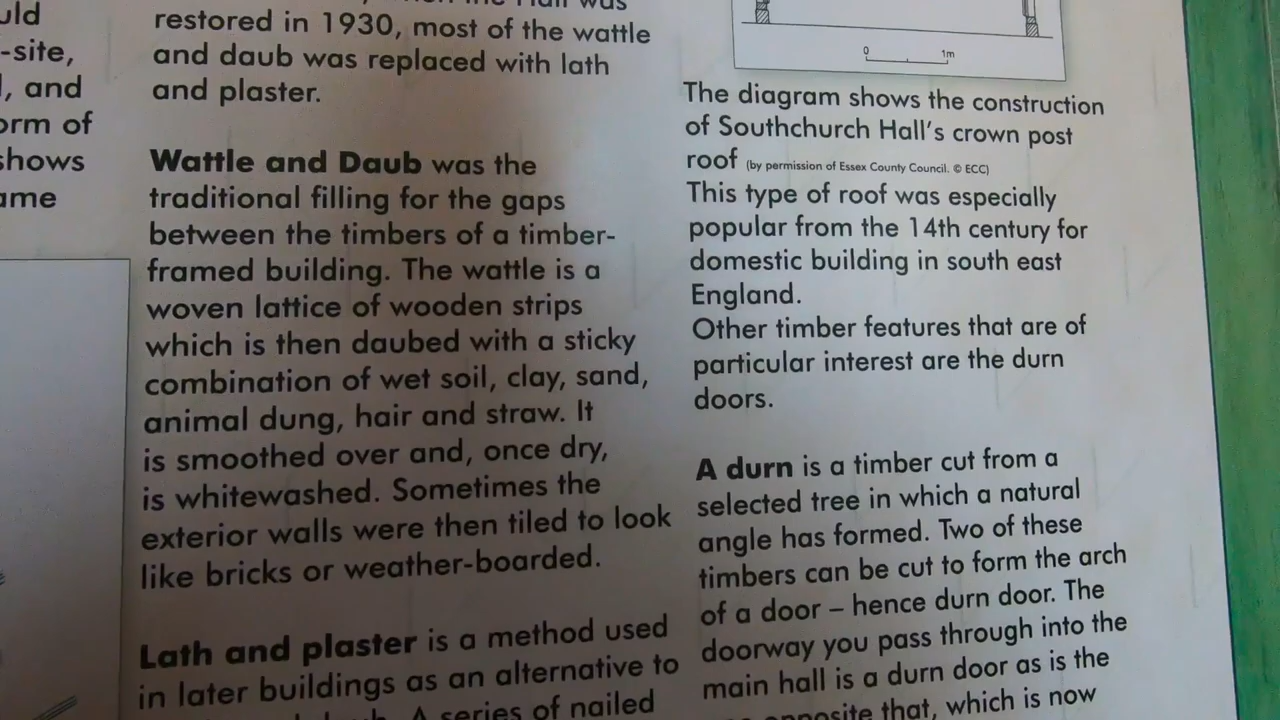 uld
-site,
, and
orm of
shows
ame
restored in 1930, most of the wattle
and daub was replaced with lath
and plaster.
Wattle and Daub was the
traditional filling for the gaps
between the timbers of a timber-
framed building. The wattle is a
woven lattice of wooden strips
which is then daubed with a sticky
combination of wet soil, clay, sand,
animal dung, hair and straw. It
is smoothed over and, once dry,
is whitewashed. Sometimes the
exterior walls were then tiled to look
like bricks or weather-boarded.
Lath and plaster is a method used
in later buildings as an alternative to
A series of nailed
0 1m
The diagram shows the construction
of Southchurch Hall's crown post
roof (by permission of Essex County Council. © ECC)
This type of roof was especially
popular from the 14th century for
domestic building in south east
England.
Other timber features that are of
particular interest are the durn
doors.
A durn is a timber cut from a
selected tree in which a natural
angle has formed. Two of these
timbers can be cut to form the arch
of a door – hence durn door. The
doorway you pass through into the
main hall is a durn door as is the
opposite that, which is now